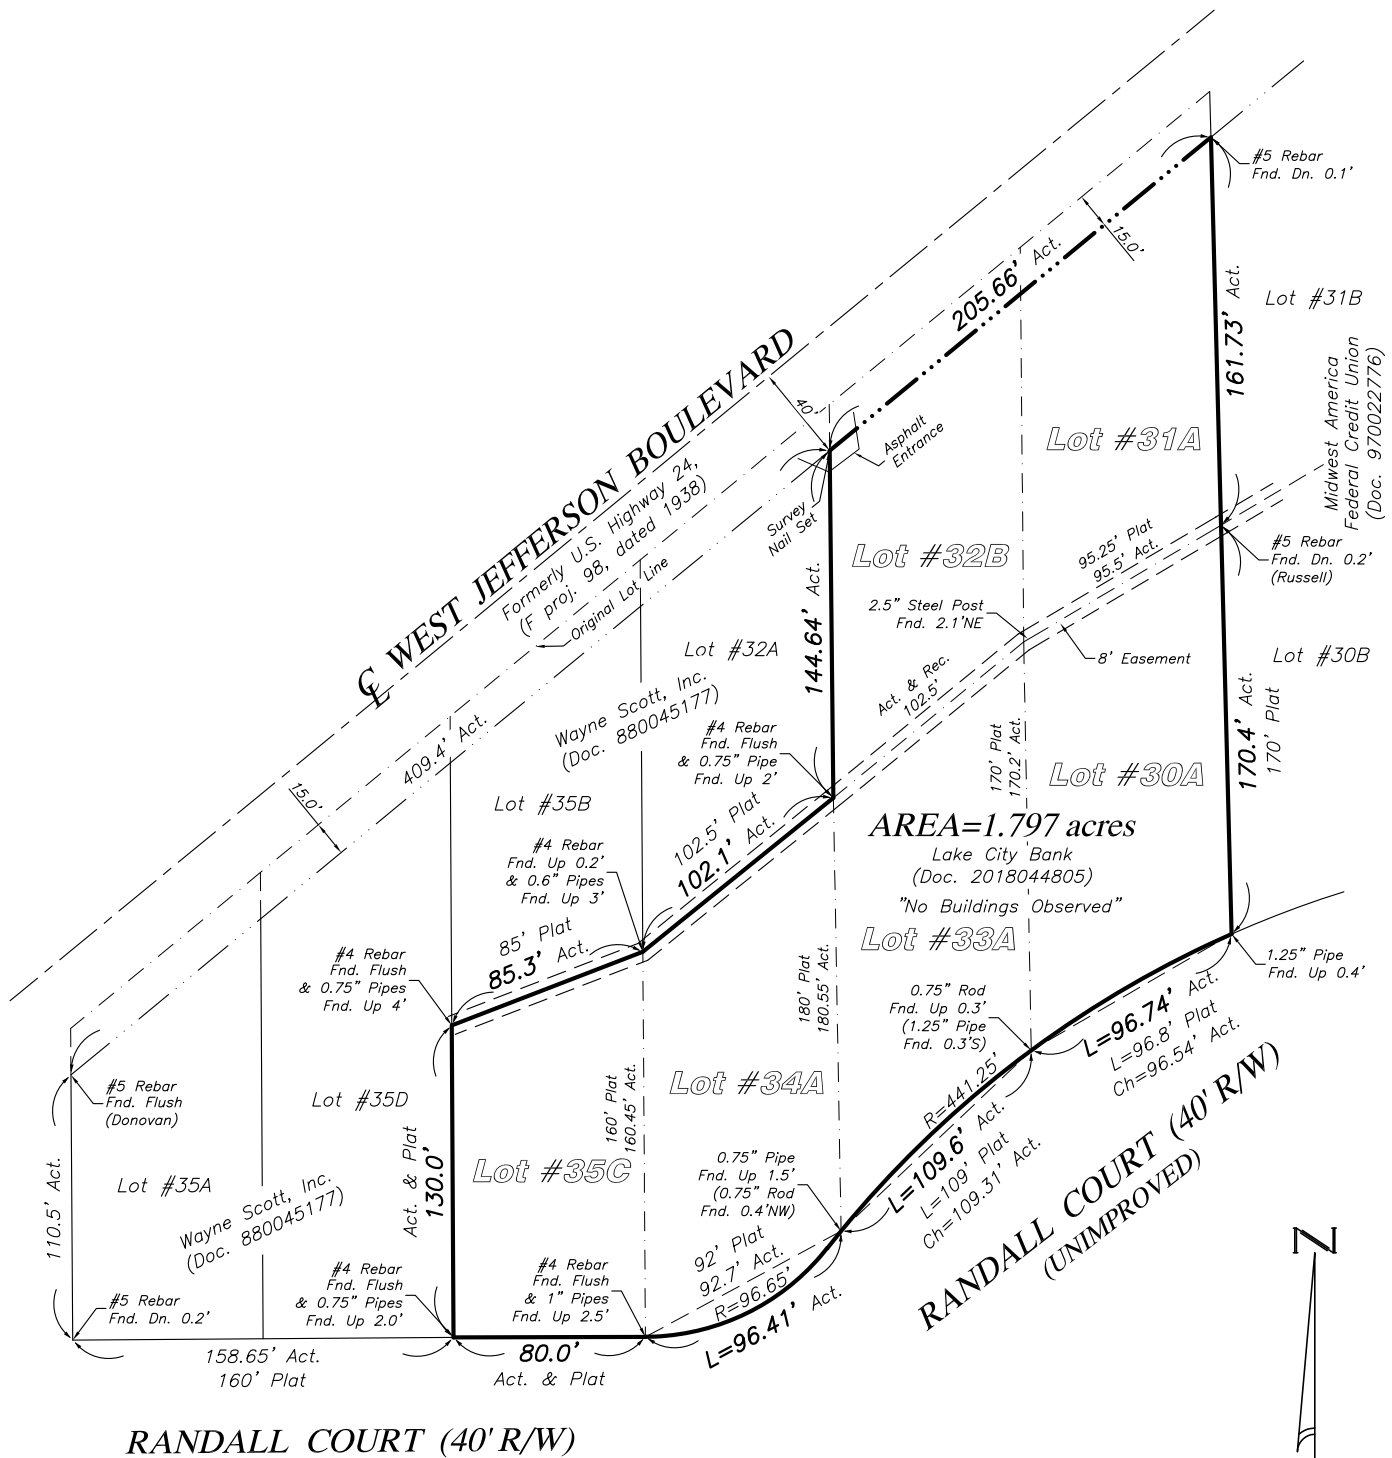 #5 Rebar
Fnd. Dn. 0.1'
15.0'
205.66' Act.
161.73' Act.
Lot #31B
Midwest America
Federal Credit Union
(Doc. 970022776)
℄ WEST JEFFERSON BOULEVARD
40'
Asphalt
Entrance
Lot #31A
Formerly U.S. Highway 24,
(F proj. 98, dated 1938)
Original Lot Line
Survey
Nail Set
Lot #32B
95.25' Plat
95.5' Act.
#5 Rebar
Fnd. Dn. 0.2'
(Russell)
144.64' Act.
2.5" Steel Post
Fnd. 2.1'NE
8' Easement
Lot #32A
Lot #30B
Act. & Rec.
102.5'
Wayne Scott, Inc.
(Doc. 880045177)
409.4' Act.
15.0'
#4 Rebar
Fnd. Flush
& 0.75" Pipe
Fnd. Up 2'
170' Plat
170.2' Act.
Lot #30A
170.4' Act.
170' Plat
Lot #35B
102.5' Plat
102.1' Act.
AREA=1.797 acres
Lake City Bank
(Doc. 2018044805)
"No Buildings Observed"
#4 Rebar
Fnd. Up 0.2'
& 0.6" Pipes
Fnd. Up 3'
85' Plat
85.3' Act.
Lot #33A
#4 Rebar
Fnd. Flush
& 0.75" Pipes
Fnd. Up 4'
1.25" Pipe
Fnd. Up 0.4'
180' Plat
180.55' Act.
0.75" Rod
Fnd. Up 0.3'
(1.25" Pipe
Fnd. 0.3'S)
L=96.74' Act.
L=96.8' Plat
Ch=96.54' Act.
#5 Rebar
Fnd. Flush
(Donovan)
Lot #35D
160' Plat
160.45' Act.
Lot #34A
R=441.25'
L=109.6' Act.
L=109' Plat
Ch=109.31' Act.
RANDALL COURT (40' R/W)
(UNIMPROVED)
110.5' Act.
Lot #35A
Wayne Scott, Inc.
(Doc. 880045177)
Act. & Plat
130.0'
Lot #35C
0.75" Pipe
Fnd. Up 1.5'
(0.75" Rod
Fnd. 0.4'NW)
92' Plat
92.7' Act.
R=96.65'
L=96.41' Act.
#5 Rebar
Fnd. Dn. 0.2'
#4 Rebar
Fnd. Flush
& 0.75" Pipes
Fnd. Up 2.0'
#4 Rebar
Fnd. Flush
& 1" Pipes
Fnd. Up 2.5'
158.65' Act.
160' Plat
80.0'
Act. & Plat
N
RANDALL COURT (40' R/W)